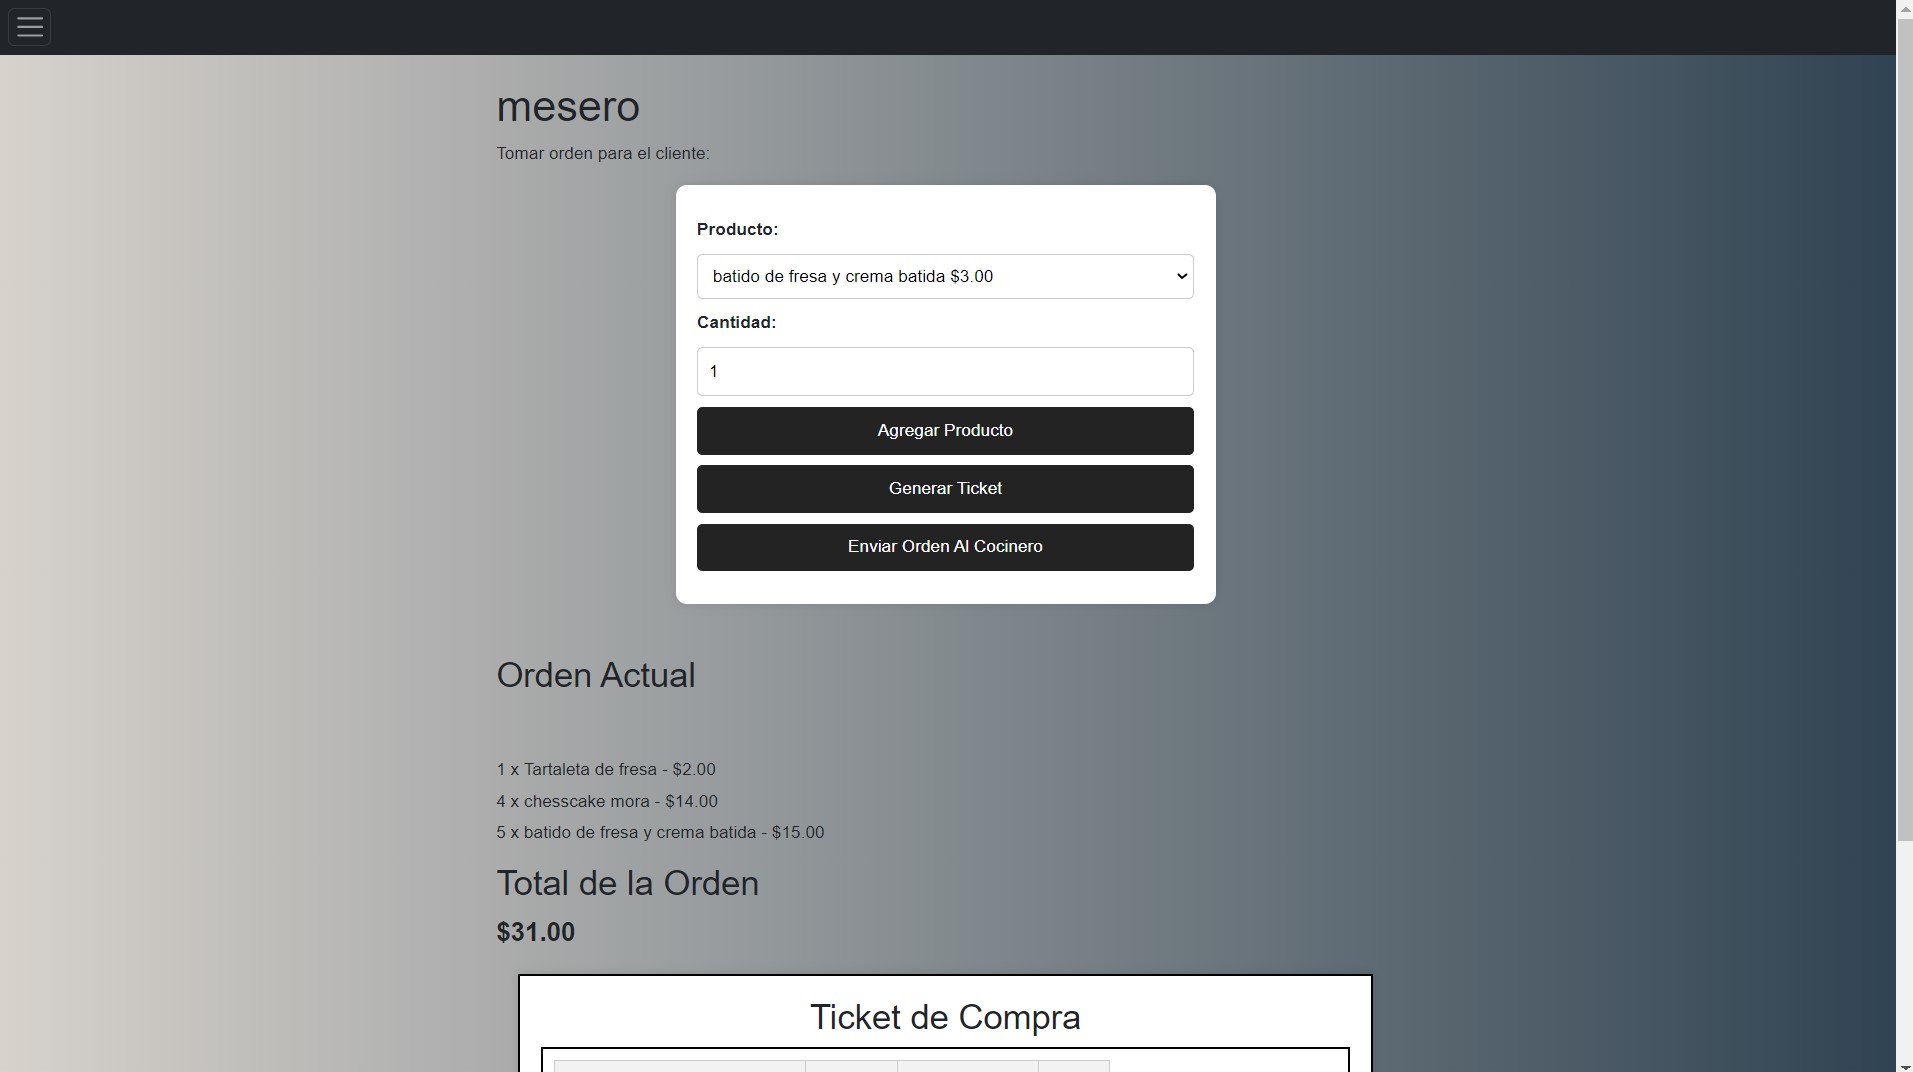 mesero
Tomar orden para el cliente:
Producto:
batido de fresa y crema batida $3.00
Cantidad:
1
Agregar Producto
Generar Ticket
Enviar Orden Al Cocinero
Orden Actual
1 x Tartaleta de fresa - $2.00
4 x chesscake mora - $14.00
5 x batido de fresa y crema batida - $15.00
Total de la Orden
$31.00
Ticket de Compra